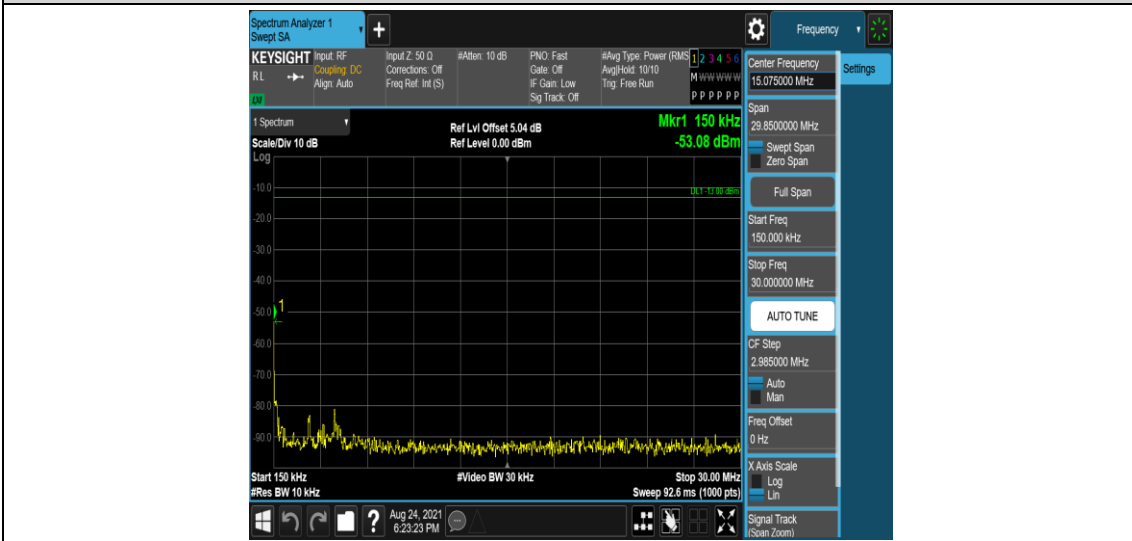 Spectrum Analyzer 1
Swept SA
+
Frequency
KEYSIGHT
RL
LXI
Input: RF
Coupling: DC
Align: Auto
Input Z: 50 Ω
Corrections: Off
Freq Ref: Int (S)
#Atten: 10 dB
PNO: Fast
Gate: Off
IF Gain: Low
Sig Track: Off
#Avg Type: Power (RMS
Avg|Hold: 10/10
Trig: Free Run
1 2 3 4 5 6
M W W W W W
P P P P P P
1 Spectrum
Scale/Div 10 dB
Log
Ref Lvl Offset 5.04 dB
Ref Level 0.00 dBm
Mkr1 150 kHz
-53.08 dBm
DL1 -13.00 dBm
-10.0
-20.0
-30.0
-40.0
-50.0
-60.0
-70.0
-80.0
-90.0
1
Start 150 kHz
#Res BW 10 kHz
#Video BW 30 kHz
Stop 30.00 MHz
Sweep 92.6 ms (1000 pts)
Center Frequency
15.075000 MHz
Span
29.8500000 MHz
Swept Span
Zero Span
Full Span
Start Freq
150.000 kHz
Stop Freq
30.000000 MHz
AUTO TUNE
CF Step
2.985000 MHz
Auto
Man
Freq Offset
0 Hz
X Axis Scale
Log
Lin
Signal Track
(Span Zoom)
Settings
?
Aug 24, 2021
6:23:23 PM